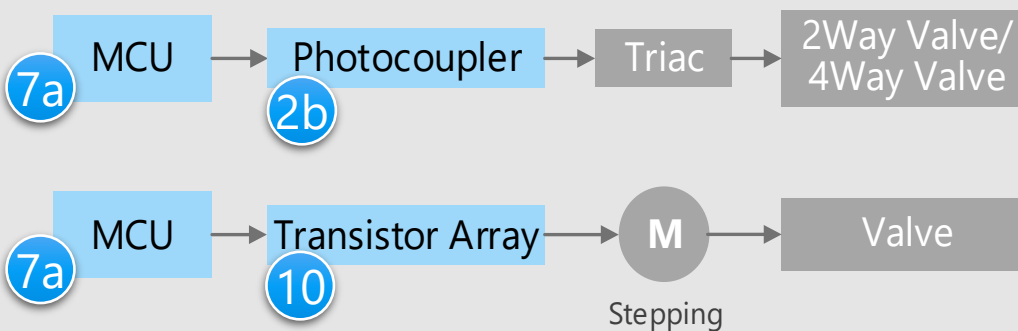 MCU
7a
Photocoupler
2b
Triac
2Way Valve/
4Way Valve
MCU
7a
Transistor Array
10
M
Stepping
Valve